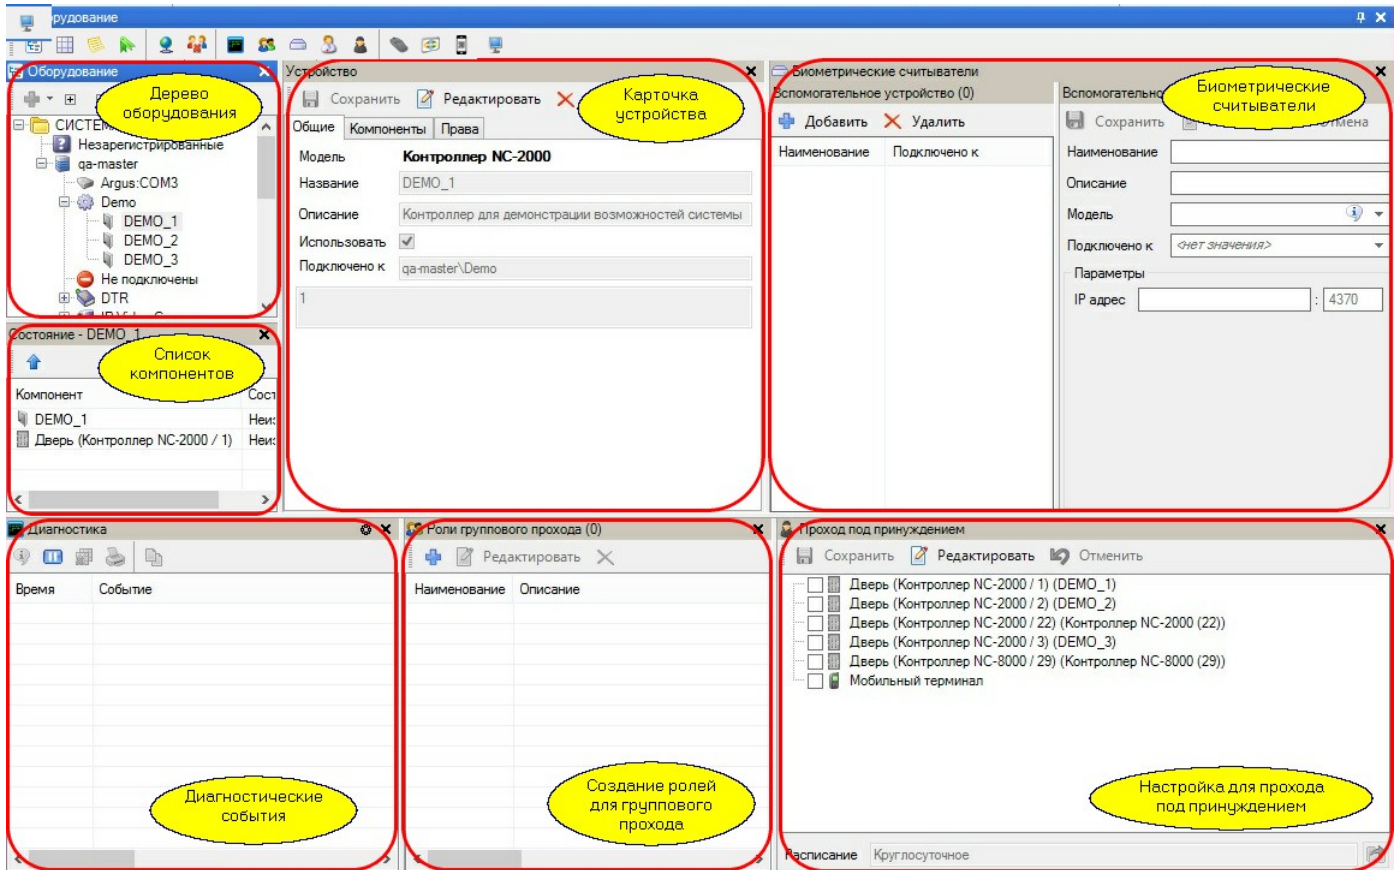 рудование
Оборудование
Дерево
оборудования
СИСТЕМ
Незарегистрированные
qa-master
Argus:COM3
Demo
DEMO_1
DEMO_2
DEMO_3
Не подключены
DTR
Состояние - DEMO_1
Список
компонентов
Компонент
DEMO_1
Дверь (Контроллер NC-2000 / 1)
Устройство
Сохранить Редактировать
Карточка
устройства
Общие Компоненты Права
Модель Контроллер NC-2000
Название DEMO_1
Описание Контроллер для демонстрации возможностей системы
Использовать
Подключено к qa-master\Demo
1
Биометрические считыватели
Вспомогательное устройство (0)
Добавить Удалить
Наименование Подключено к
Биометрические
считыватели
Сохранить
Наименование
Описание
Модель
Подключено к <нет значения>
Параметры
IP адрес : 4370
Диагностика
Время Событие
Диагностические
события
Роли группового прохода (0)
Редактировать
Наименование Описание
Создание ролей
для группового
прохода
Проход под принуждением
Сохранить Редактировать Отменить
Дверь (Контроллер NC-2000 / 1) (DEMO_1)
Дверь (Контроллер NC-2000 / 2) (DEMO_2)
Дверь (Контроллер NC-2000 / 22) (Контроллер NC-2000 (22))
Дверь (Контроллер NC-2000 / 3) (DEMO_3)
Дверь (Контроллер NC-8000 / 29) (Контроллер NC-8000 (29))
Мобильный терминал
Настройка для прохода
под принуждением
Расписание Круглосуточное